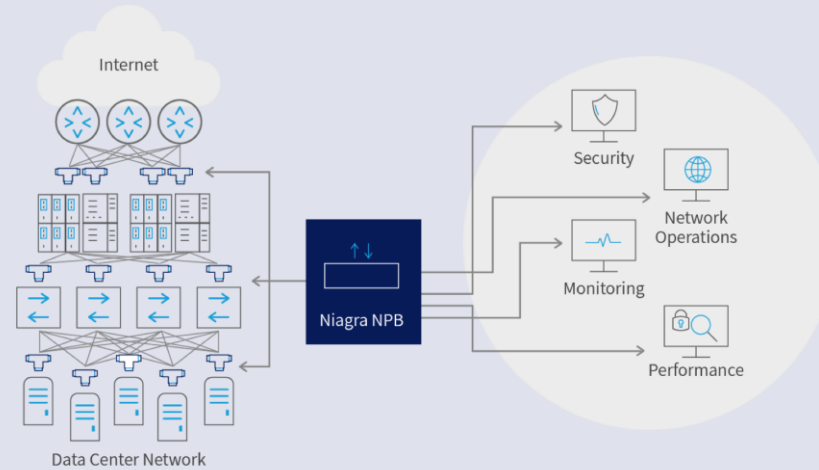 Internet
Security
Network
Operations
Monitoring
Niagra NPB
Performance
Data Center Network